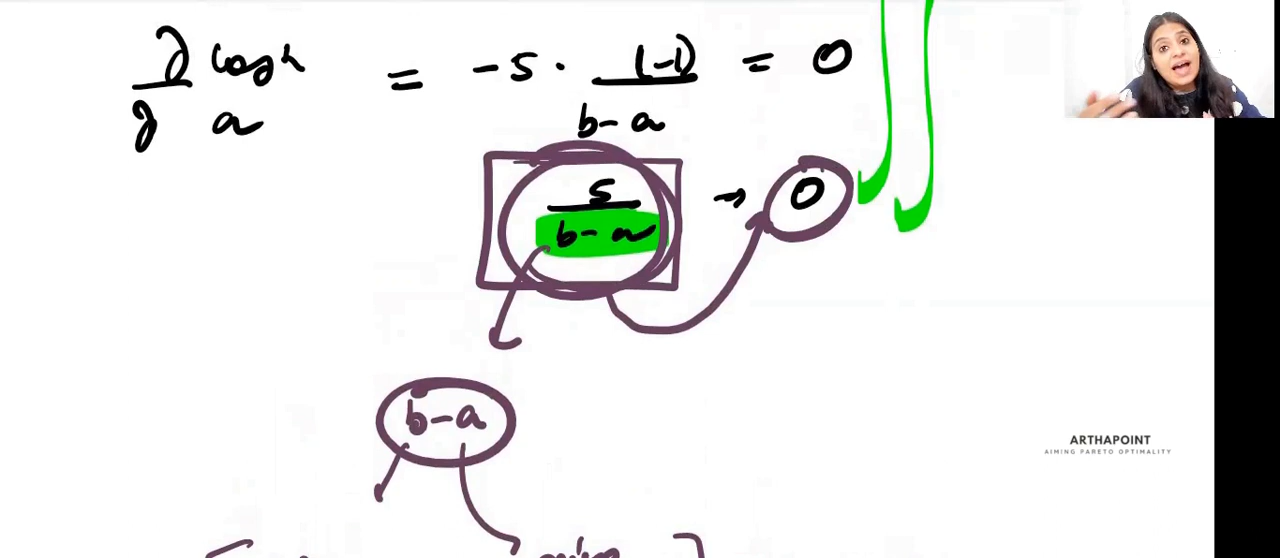 ∂ log L = -5 · (-1) = 0
∂ a b-a
5 → 0
b-a
b-a
ARTHAPOINT
AIMING PARETO OPTIMALITY